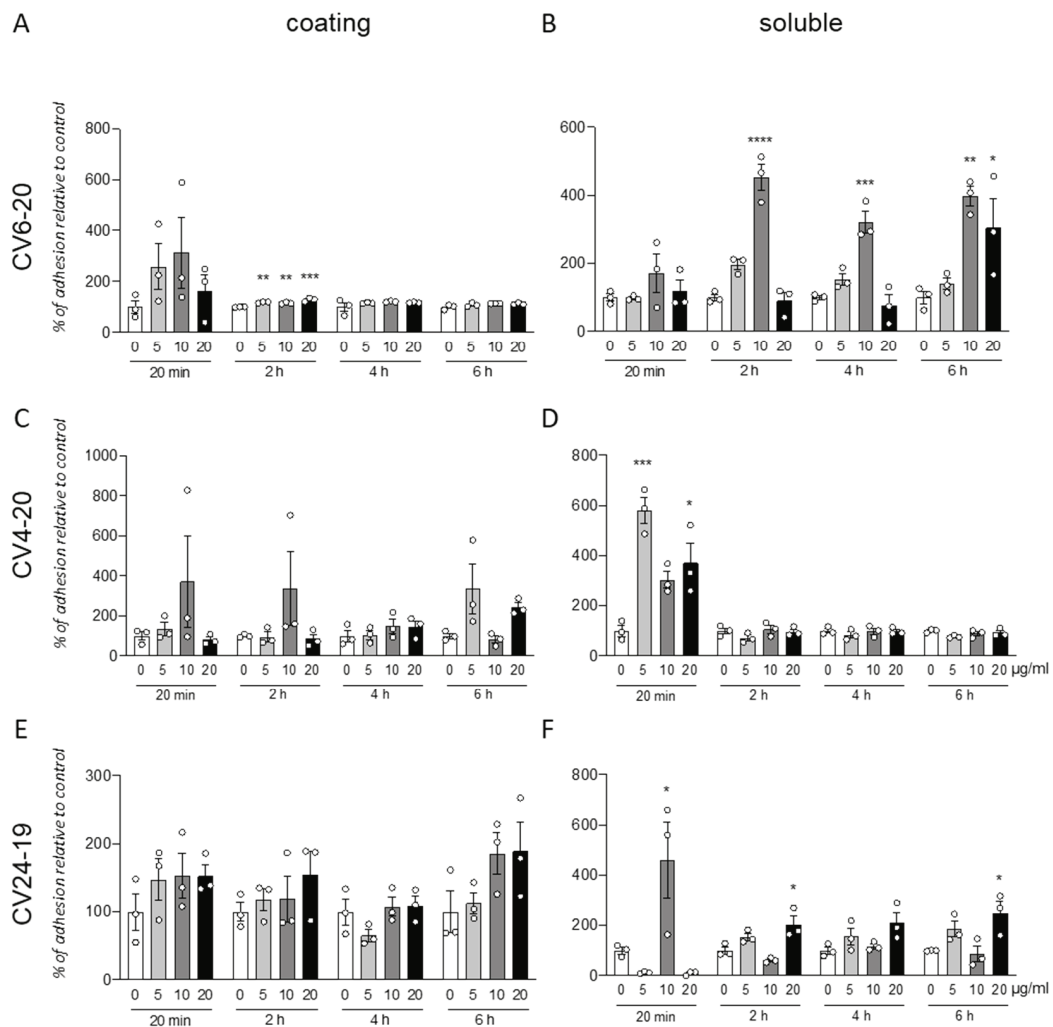 A coating B soluble
CV6-20
% of adhesion relative to control
800
600
400
200
0
0 5 10 20 0 5 10 20 0 5 10 20 0 5 10 20
20 min 2 h 4 h 6 h
** ** ***
600
400
200
0
**** *** ** *
0 5 10 20 0 5 10 20 0 5 10 20 0 5 10 20
20 min 2 h 4 h 6 h
C D
CV4-20
% of adhesion relative to control
1000
800
600
400
200
0
0 5 10 20 0 5 10 20 0 5 10 20 0 5 10 20
20 min 2 h 4 h 6 h
800
600
400
200
0
*** *
0 5 10 20 0 5 10 20 0 5 10 20 0 5 10 20 µg/ml
20 min 2 h 4 h 6 h
E F
CV24-19
% of adhesion relative to control
300
200
100
0
0 5 10 20 0 5 10 20 0 5 10 20 0 5 10 20
20 min 2 h 4 h 6 h
800
600
400
200
0
* * *
0 5 10 20 0 5 10 20 0 5 10 20 0 5 10 20 µg/ml
20 min 2 h 4 h 6 h